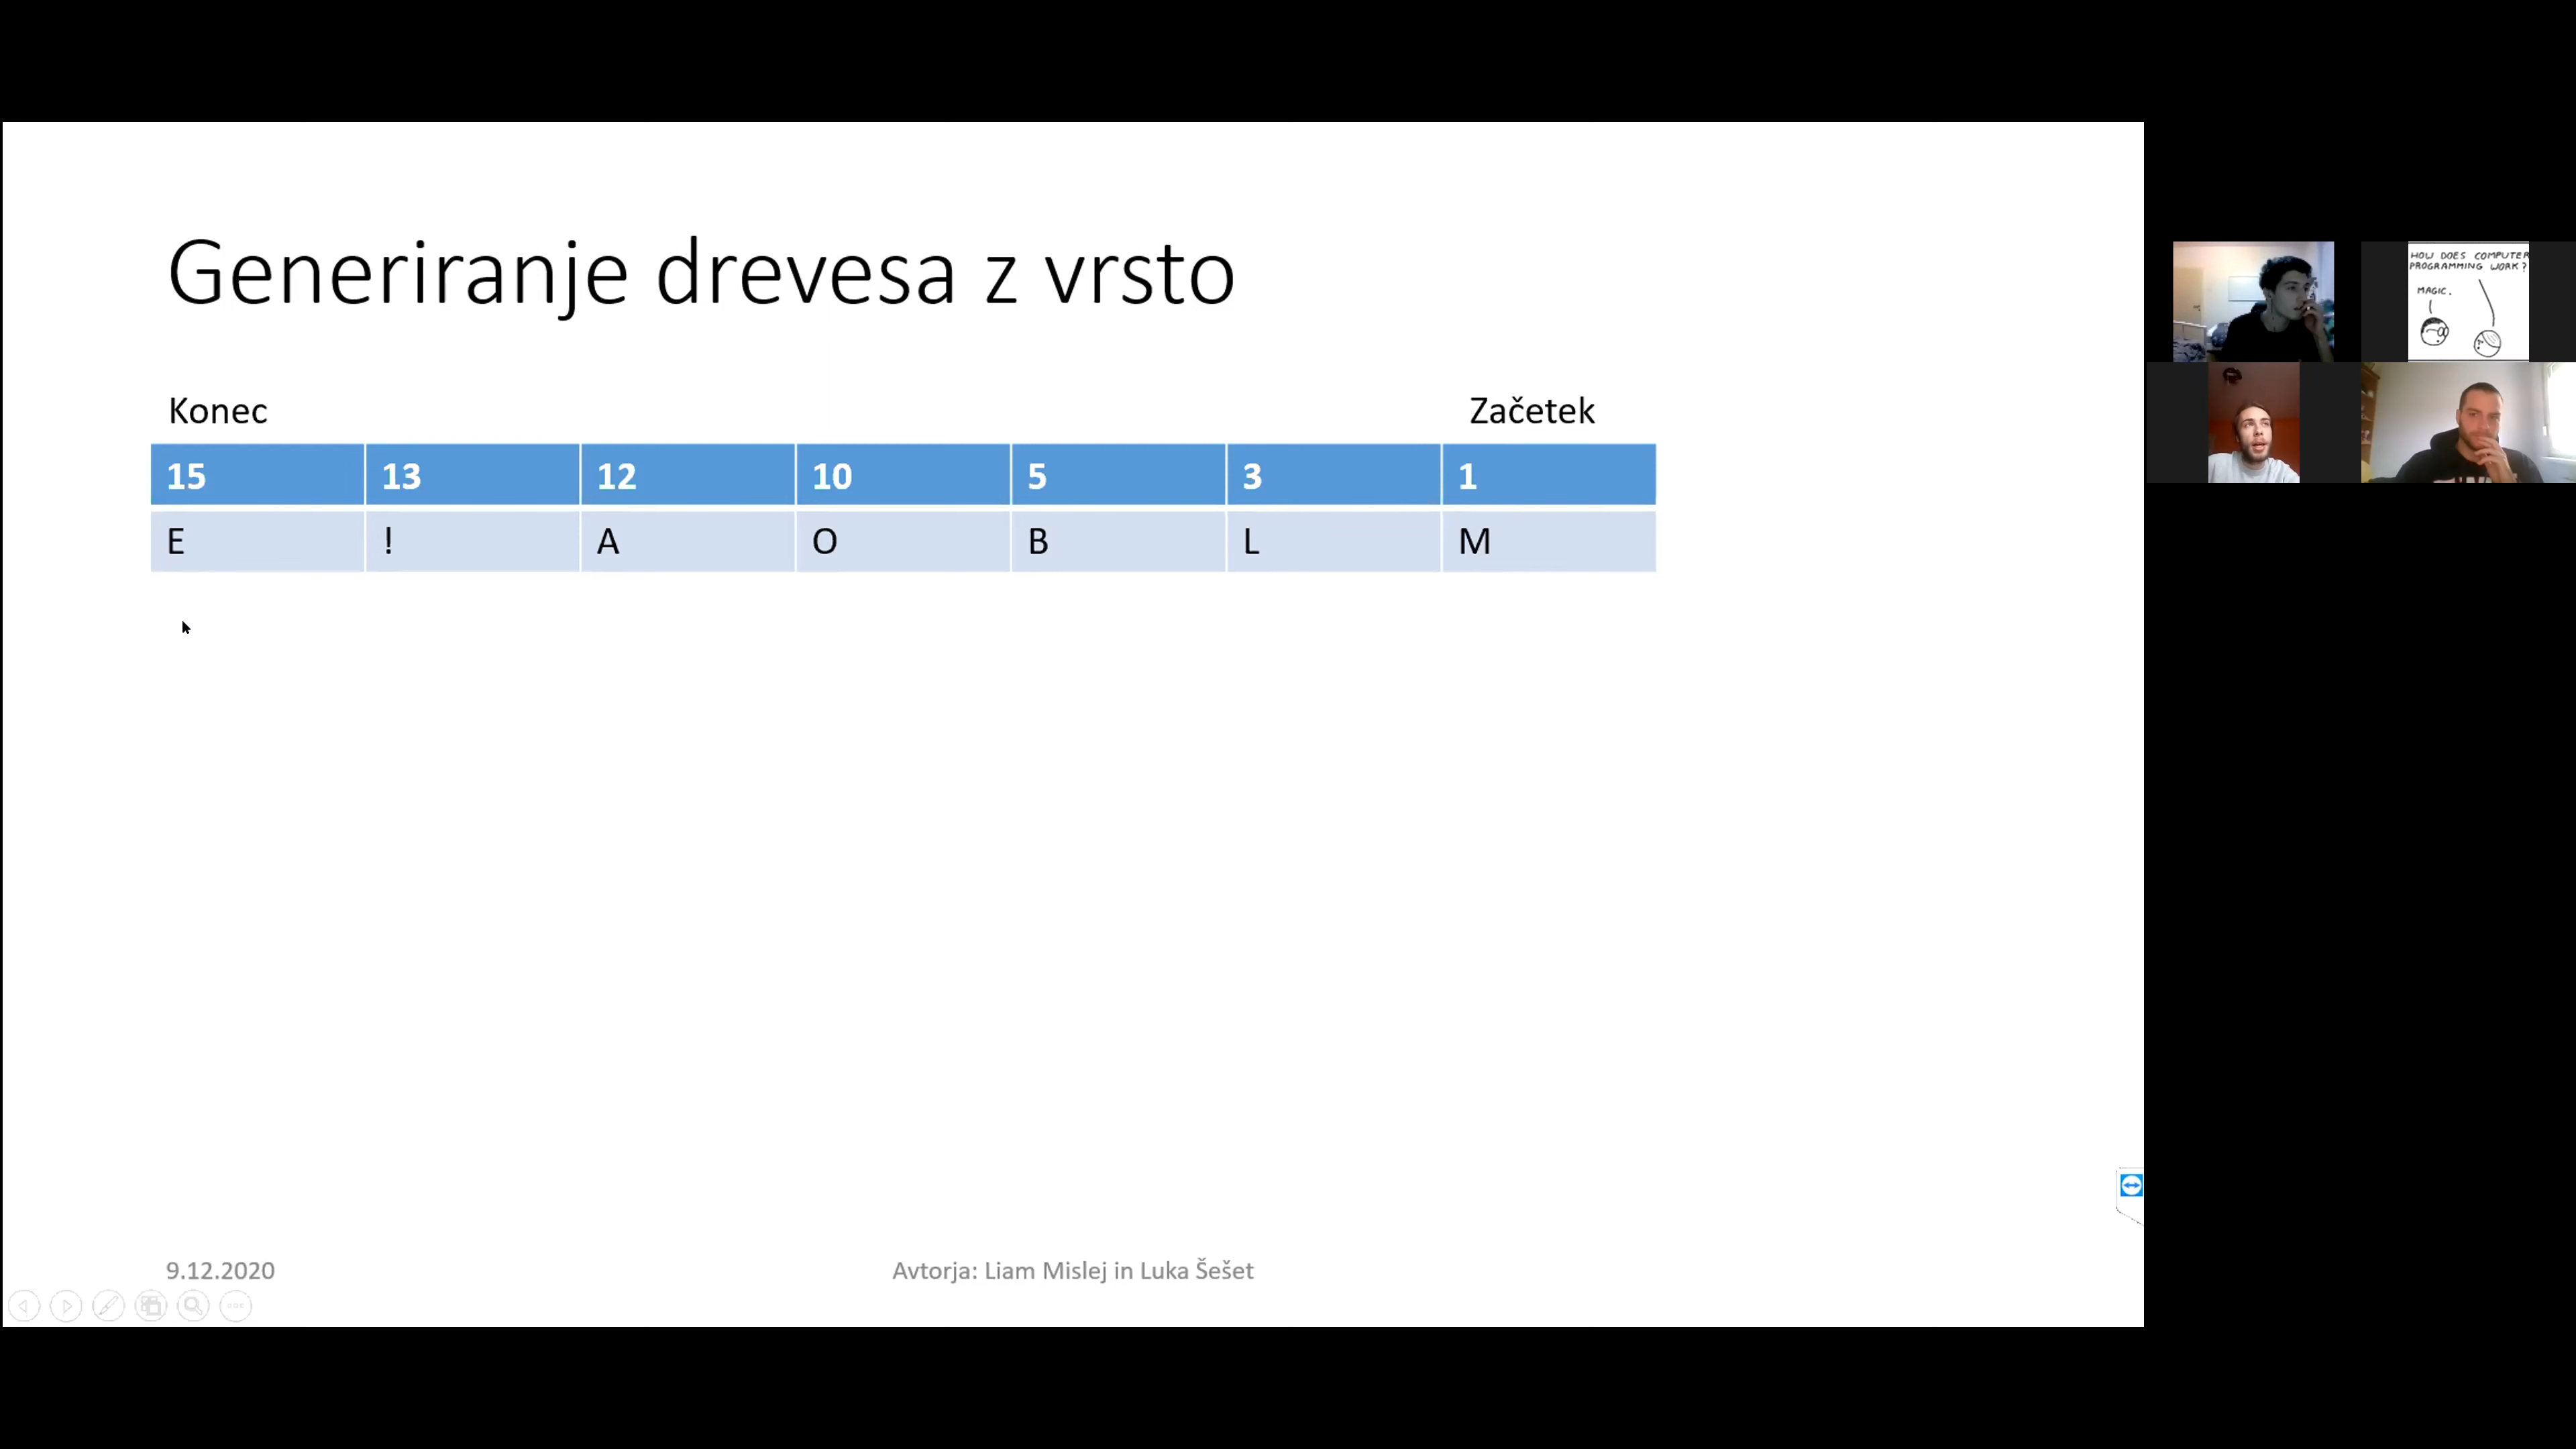 Generiranje drevesa z vrsto
Konec Začetek
15 13 12 10 5 3 1
E ! A O B L M
9.12.2020 Avtorja: Liam Mislej in Luka Šešet
HOW DOES COMPUTER
PROGRAMMING WORK?
MAGIC.